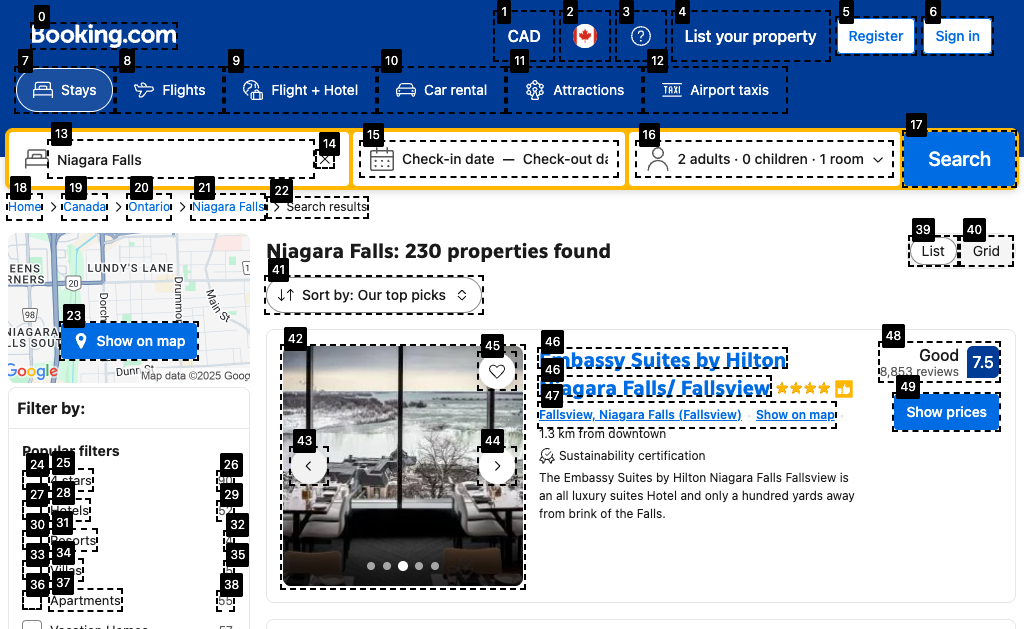 Booking.com
CAD
List your property
Register
Sign in
Stays
Flights
Flight + Hotel
Car rental
Attractions
Airport taxis
Niagara Falls
Check-in date — Check-out da
2 adults · 0 children · 1 room
Search
Home
Canada
Ontario
Niagara Falls
Search results
LUNDY'S LANE
20
98
Main St
Show on map
Google
Map data ©2025 Goog
Niagara Falls: 230 properties found
List
Grid
Sort by: Our top picks
Filter by:
Popular filters
4 stars
Hotels
Resorts
Villas
Apartments
55
Vacation Homes
57
Embassy Suites by Hilton
Niagara Falls/ Fallsview
Fallsview, Niagara Falls (Fallsview)
Show on map
1.3 km from downtown
Sustainability certification
The Embassy Suites by Hilton Niagara Falls Fallsview is
an all luxury suites Hotel and only a hundred yards away
from brink of the Falls.
Good
8,853 reviews
7.5
Show prices
0
1
2
3
4
5
6
7
8
9
10
11
12
13
14
15
16
17
18
19
20
21
22
23
24
25
26
27
28
29
30
31
32
33
34
35
36
37
38
39
40
41
42
43
44
45
46
46
47
48
49